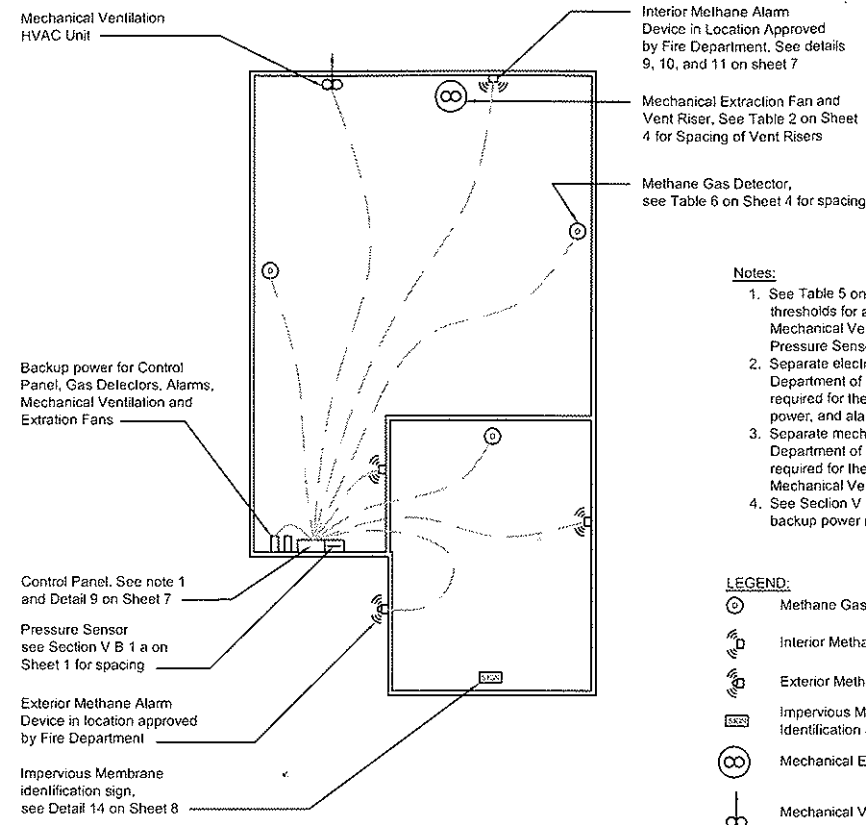 Mechanical Ventilation
HVAC Unit
Interior Methane Alarm
Device in Location Approved
by Fire Department. See details
9, 10, and 11 on sheet 7
Mechanical Extraction Fan and
Vent Riser, See Table 2 on Sheet
4 for Spacing of Vent Risers
Methane Gas Detector,
see Table 6 on Sheet 4 for spacing
Backup power for Control
Panel, Gas Detectors, Alarms,
Mechanical Ventilation and
Extration Fans
Control Panel. See note 1
and Detail 9 on Sheet 7
Pressure Sensor
see Section V B 1 a on
Sheet 1 for spacing
Exterior Methane Alarm
Device in location approved
by Fire Department
Impervious Membrane
identification sign,
see Detail 14 on Sheet 8
SIGN
Notes:
1. See Table 5 on
thresholds for a
Mechanical Ve
Pressure Sens
2. Separate elect
Department of
required for the
power, and ala
3. Separate mech
Department of
required for the
Mechanical Ve
4. See Section V
backup power
LEGEND:
Methane Gas
Interior Metha
Exterior Meth
SIGN
Impervious M
Identification
Mechanical E
Mechanical V